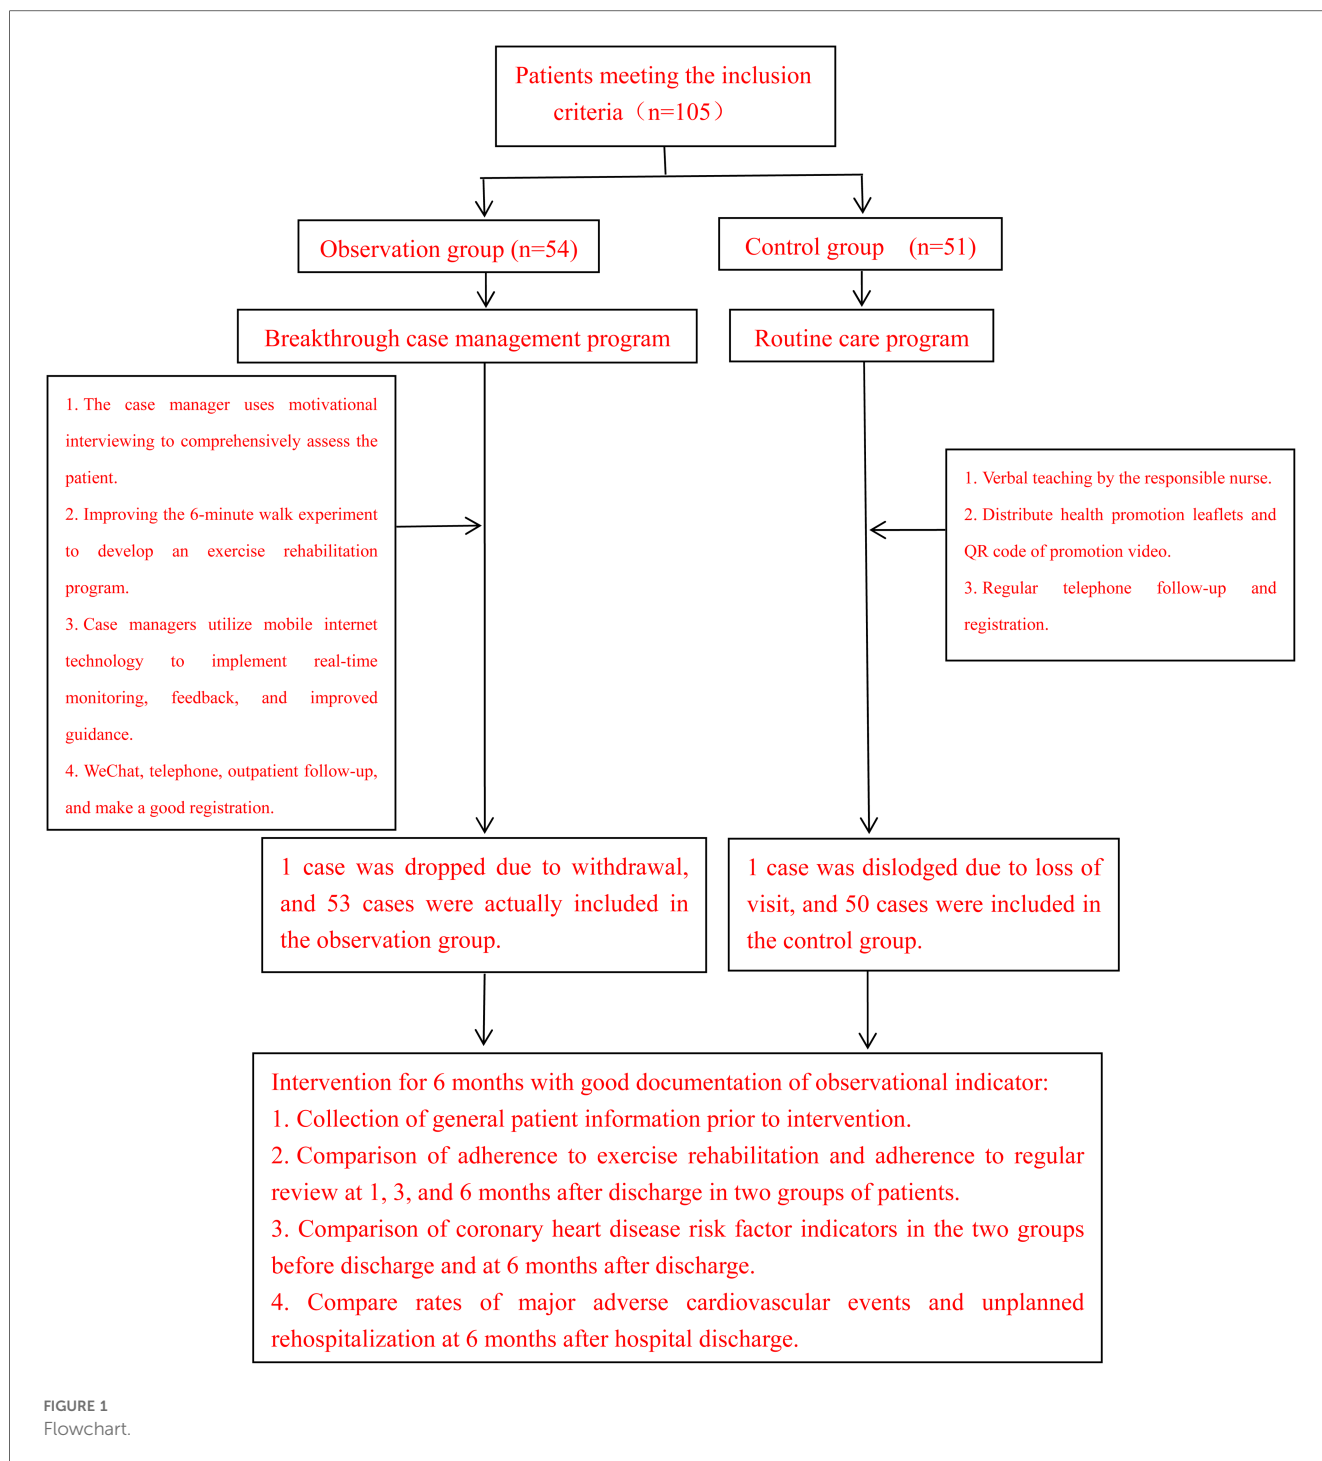 Patients meeting the inclusion
criteria（n=105）
Observation group (n=54)
Control group (n=51)
Breakthrough case management program
Routine care program
1. The case manager uses motivational
interviewing to comprehensively assess the
patient.
2. Improving the 6-minute walk experiment
to develop an exercise rehabilitation
program.
3. Case managers utilize mobile internet
technology to implement real-time
monitoring, feedback, and improved
guidance.
4. WeChat, telephone, outpatient follow-up,
and make a good registration.
1. Verbal teaching by the responsible nurse.
2. Distribute health promotion leaflets and
QR code of promotion video.
3. Regular telephone follow-up and
registration.
1 case was dropped due to withdrawal,
and 53 cases were actually included in
the observation group.
1 case was dislodged due to loss of
visit, and 50 cases were included in
the control group.
Intervention for 6 months with good documentation of observational indicator:
1. Collection of general patient information prior to intervention.
2. Comparison of adherence to exercise rehabilitation and adherence to regular
review at 1, 3, and 6 months after discharge in two groups of patients.
3. Comparison of coronary heart disease risk factor indicators in the two groups
before discharge and at 6 months after discharge.
4. Compare rates of major adverse cardiovascular events and unplanned
rehospitalization at 6 months after hospital discharge.
FIGURE 1
Flowchart.